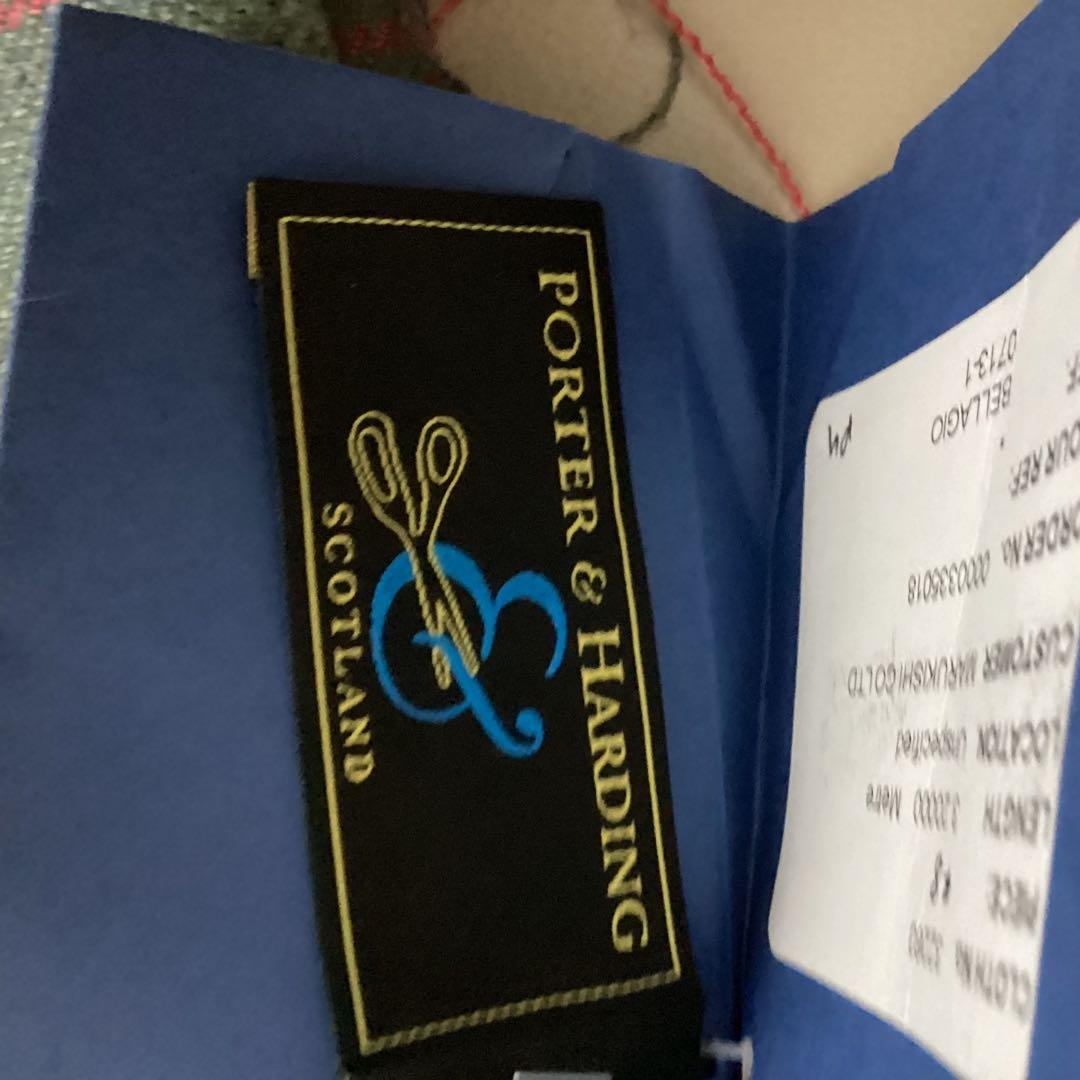 PORTER & HARDING
SCOTLAND
CLOTH No
PIECE
LENGTH 3.20000 Metre
LOCATION Unspecified
CUSTOMER MARUKISHI CO LTD
ORDER No 0000335018
OUR REF:
BELLAGIO
0713-1